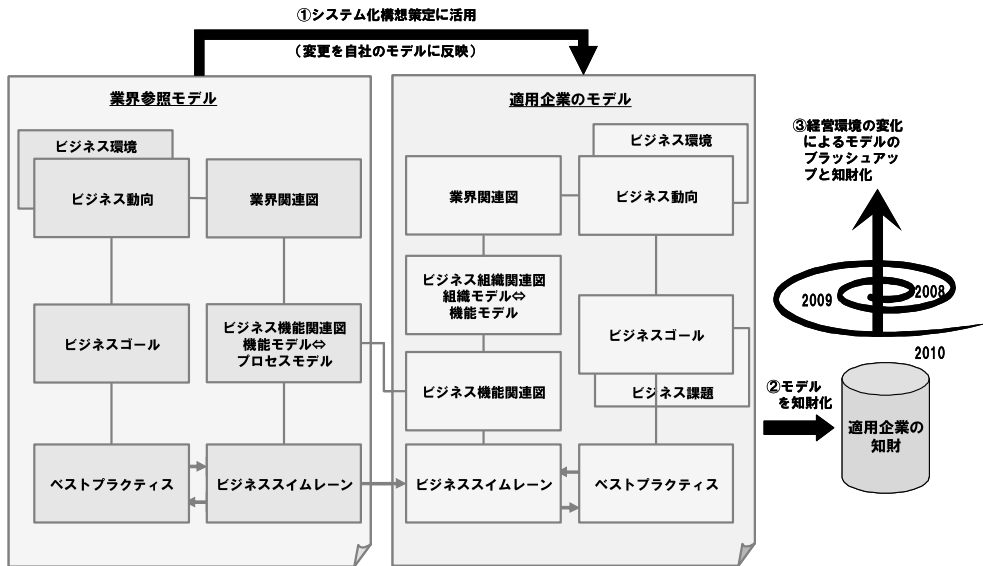 ①システム化構想策定に活用
（変更を自社のモデルに反映）
業界参照モデル
ビジネス環境
ビジネス動向
業界関連図
ビジネスゴール
ビジネス機能関連図
機能モデル⇔
プロセスモデル
ベストプラクティス
ビジネススイムレーン
適用企業のモデル
業界関連図
ビジネス環境
ビジネス動向
ビジネス組織関連図
組織モデル⇔
機能モデル
ビジネスゴール
ビジネス機能関連図
ビジネス課題
ビジネススイムレーン
ベストプラクティス
②モデル
を知財化
③経営環境の変化
によるモデルの
ブラッシュアッ
プと知財化
2009
2008
2010
適用企業の
知財